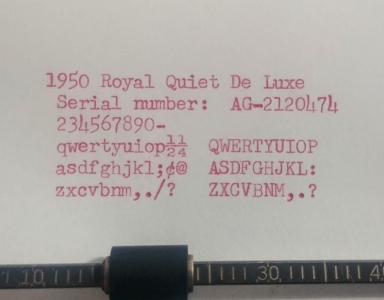 1950 Royal Quiet De Luxe
Serial number: AG-2120474
234567890-
qwertyuiop½¼ QWERTYUIOP
asdfghjkl;¢@ ASDFGHJKL:
zxcvbnm,./? ZXCVBNM,.?
10 30 40